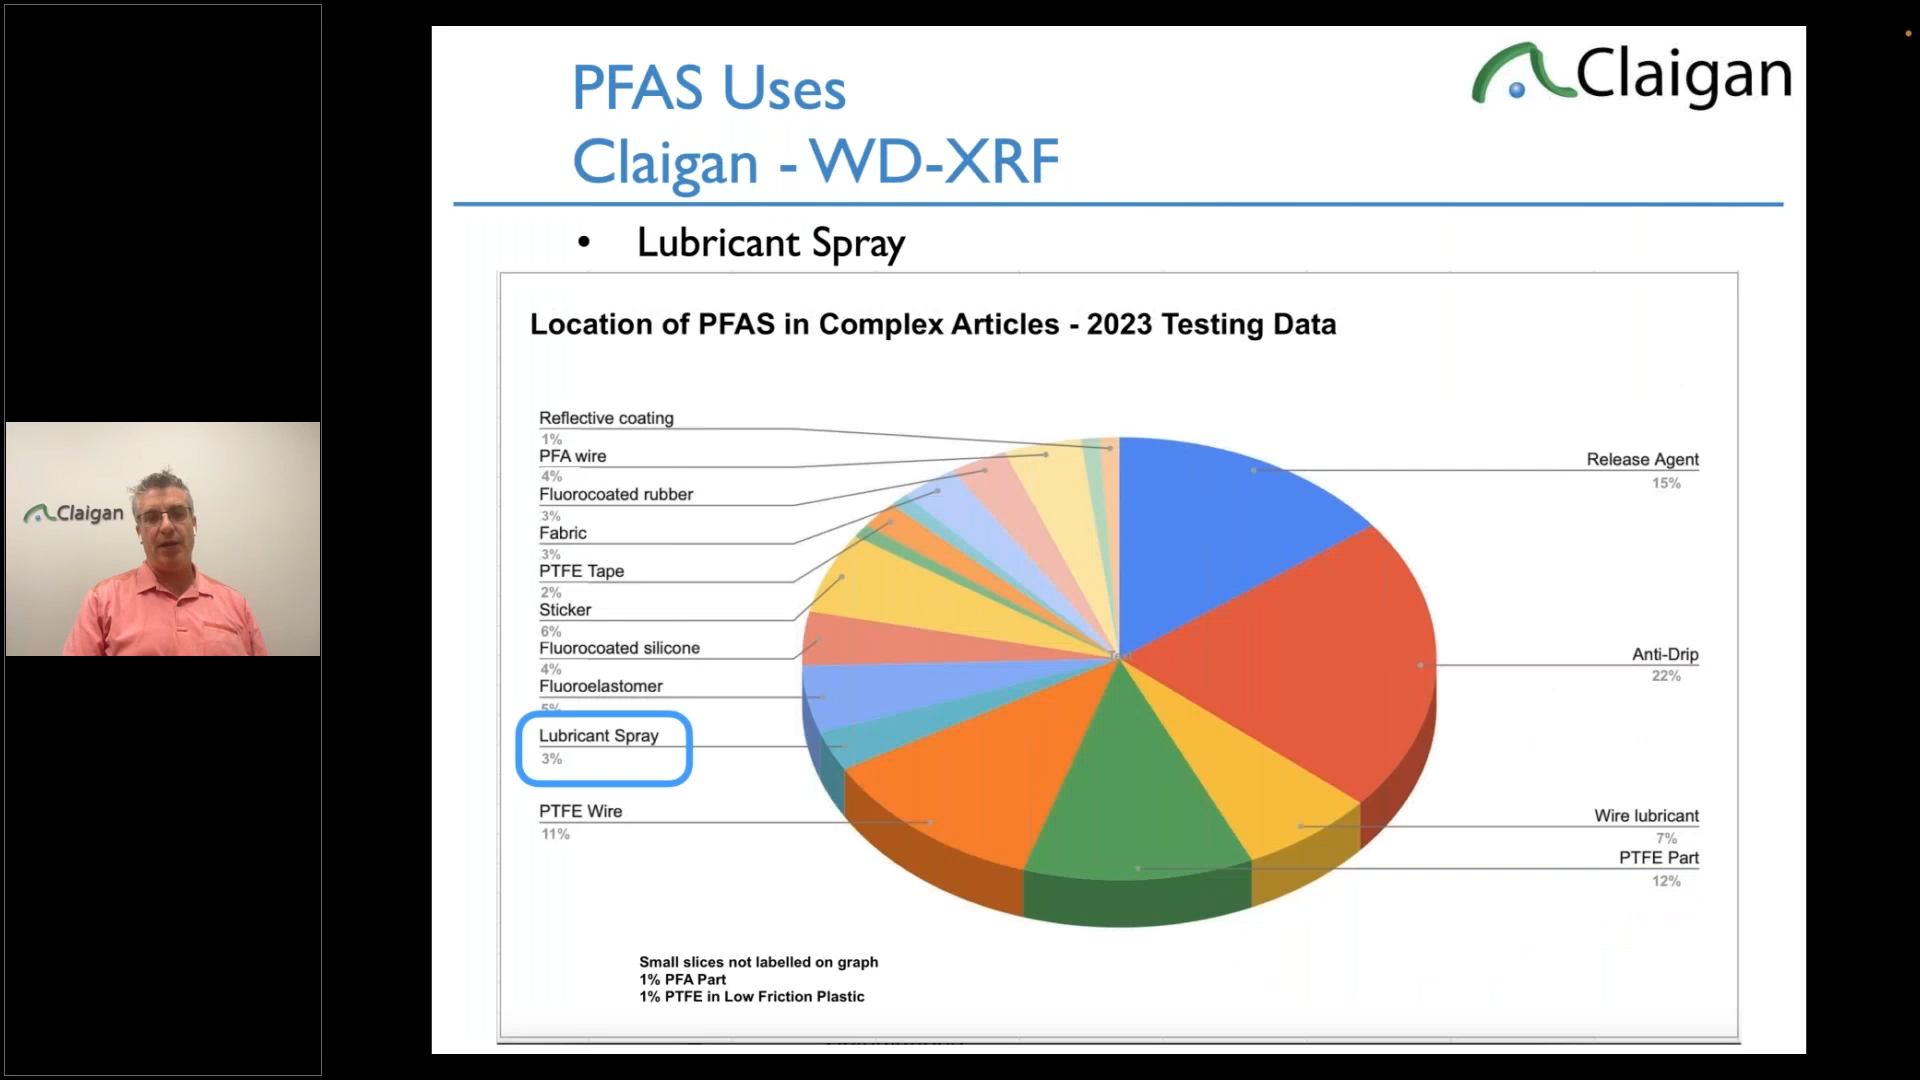 PFAS Uses
Claigan - WD-XRF
Claigan
• Lubricant Spray
Location of PFAS in Complex Articles - 2023 Testing Data
Reflective coating
1%
PFA wire
4%
Fluorocoated rubber
3%
Fabric
3%
PTFE Tape
2%
Sticker
6%
Fluorocoated silicone
4%
Fluoroelastomer
5%
Lubricant Spray
3%
PTFE Wire
11%
Release Agent
15%
Anti-Drip
22%
Wire lubricant
7%
PTFE Part
12%
Text
Small slices not labelled on graph
1% PFA Part
1% PTFE in Low Friction Plastic
Claigan